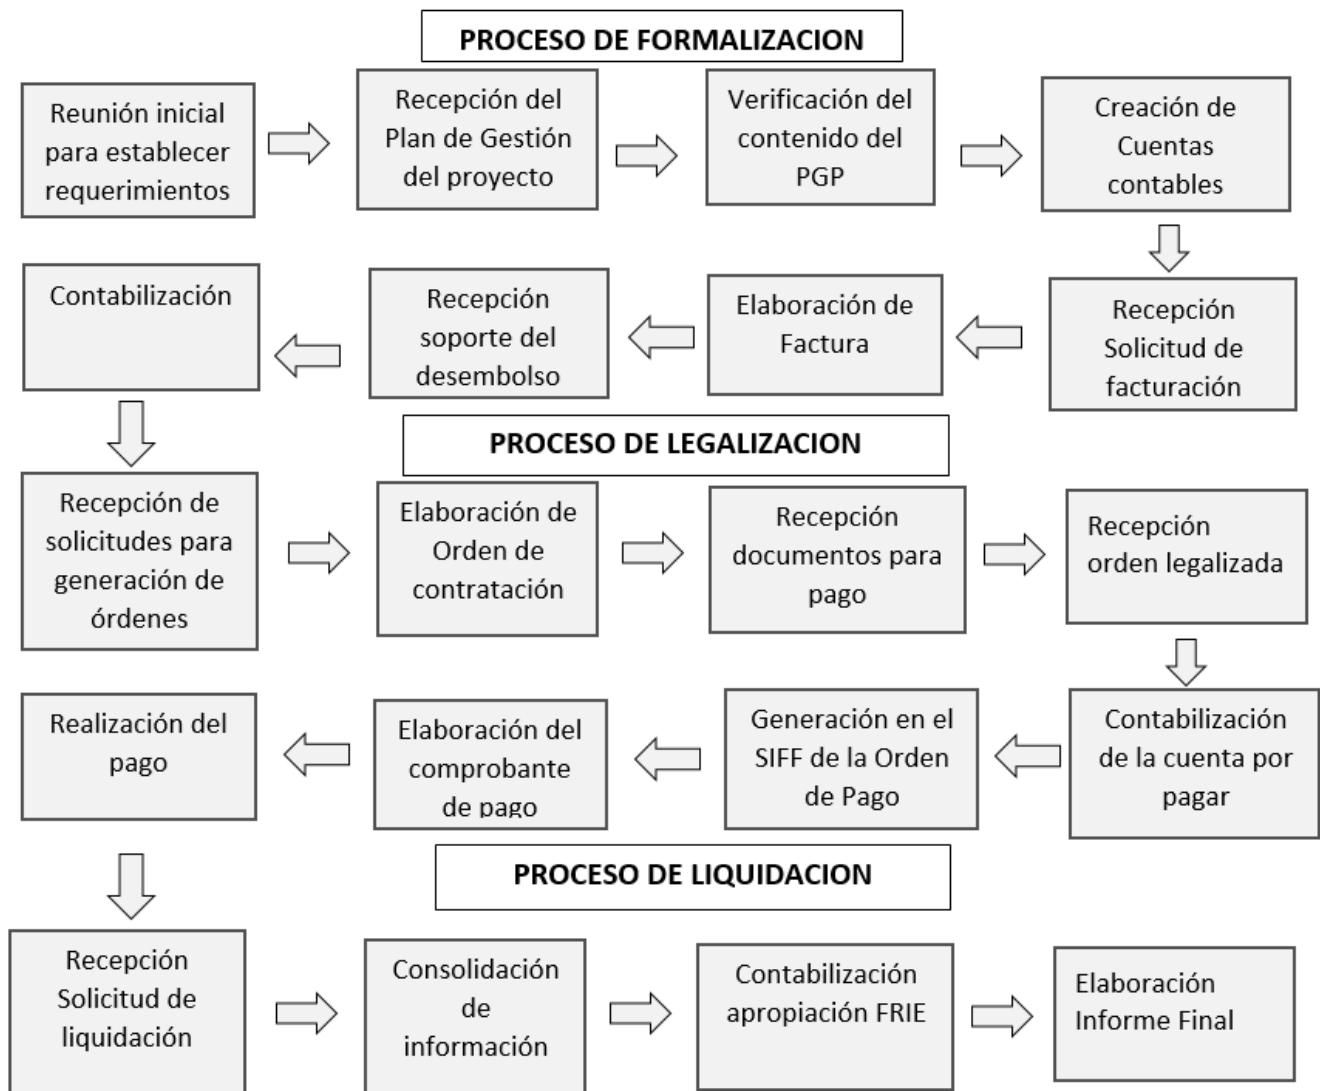 PROCESO DE FORMALIZACION
Reunión inicial
para establecer
requerimientos
Recepción del
Plan de Gestión
del proyecto
Verificación del
contenido del
PGP
Creación de
Cuentas
contables
Recepción
Solicitud de
facturación
Elaboración de
Factura
Recepción
soporte del
desembolso
Contabilización
PROCESO DE LEGALIZACION
Recepción de
solicitudes para
generación de
órdenes
Elaboración de
Orden de
contratación
Recepción
documentos para
pago
Recepción
orden legalizada
Contabilización
de la cuenta por
pagar
Generación en el
SIFF de la Orden
de Pago
Elaboración del
comprobante
de pago
Realización del
pago
PROCESO DE LIQUIDACION
Recepción
Solicitud de
liquidación
Consolidación
de
información
Contabilización
apropiación FRIE
Elaboración
Informe Final